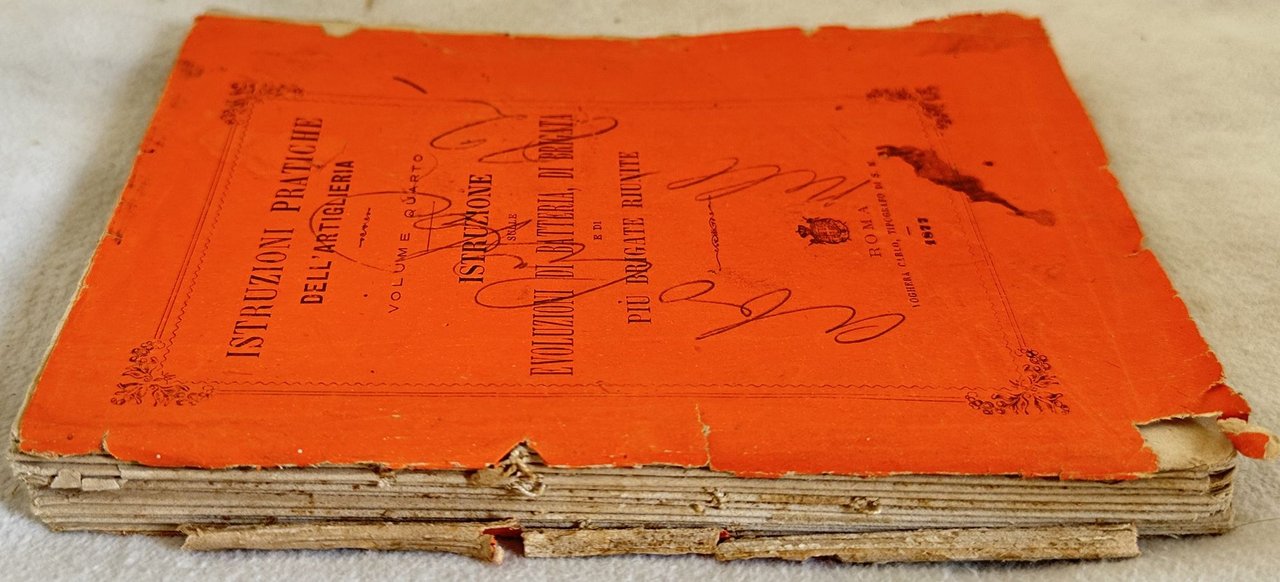 ISTRUZIONI PRATICHE
DELL'ARTIGLIERIA
VOLUME QUARTO
ISTRUZIONE
SULLE
EVOLUZIONI DI BATTERIA, DI BRIGATA
E DI
PIÙ BRIGATE RIUNITE
ROMA
VOGHERA CARLO, TIPOGRAFO DI S. M.
1877